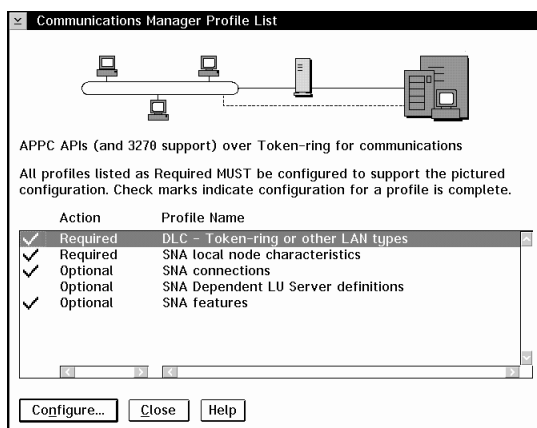 Communications Manager Profile List
APPC APIs (and 3270 support) over Token-ring for communications
All profiles listed as Required MUST be configured to support the pictured
configuration. Check marks indicate configuration for a profile is complete.
Action Profile Name
Required DLC - Token-ring or other LAN types
Required SNA local node characteristics
Optional SNA connections
Optional SNA Dependent LU Server definitions
Optional SNA features
Configure... Close Help